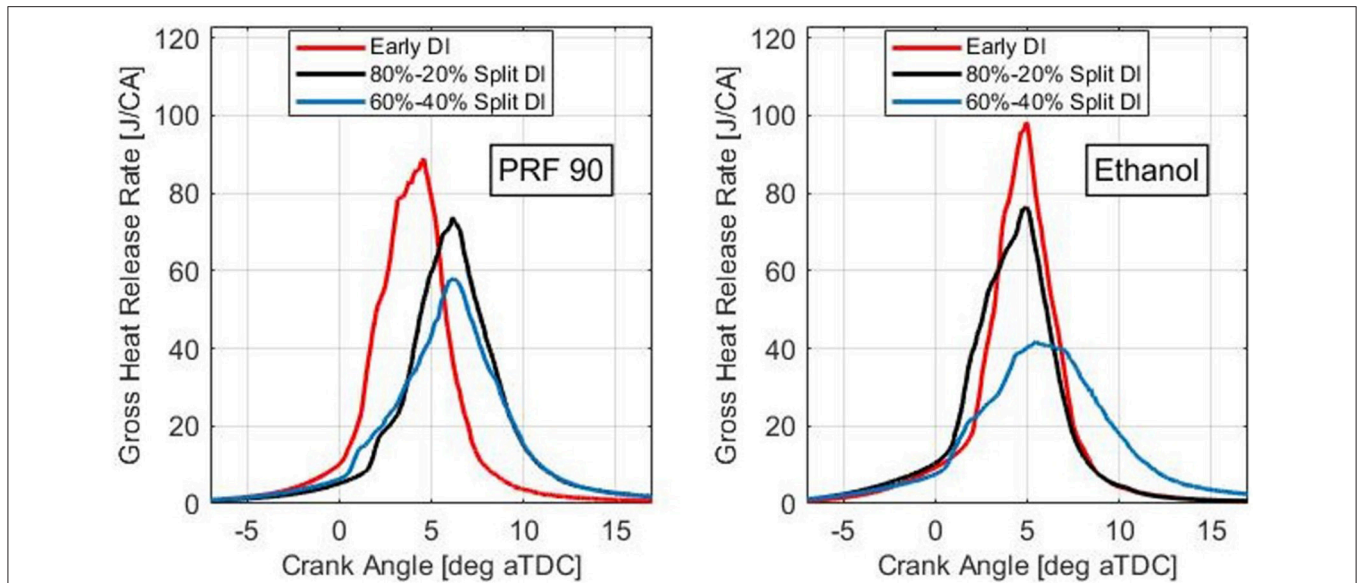 120
100
80
60
40
20
0
Gross Heat Release Rate [J/CA]
Early DI
80%-20% Split DI
60%-40% Split DI
PRF 90
-5 0 5 10 15
Crank Angle [deg aTDC]
120
100
80
60
40
20
0
Gross Heat Release Rate [J/CA]
Early DI
80%-20% Split DI
60%-40% Split DI
Ethanol
-5 0 5 10 15
Crank Angle [deg aTDC]